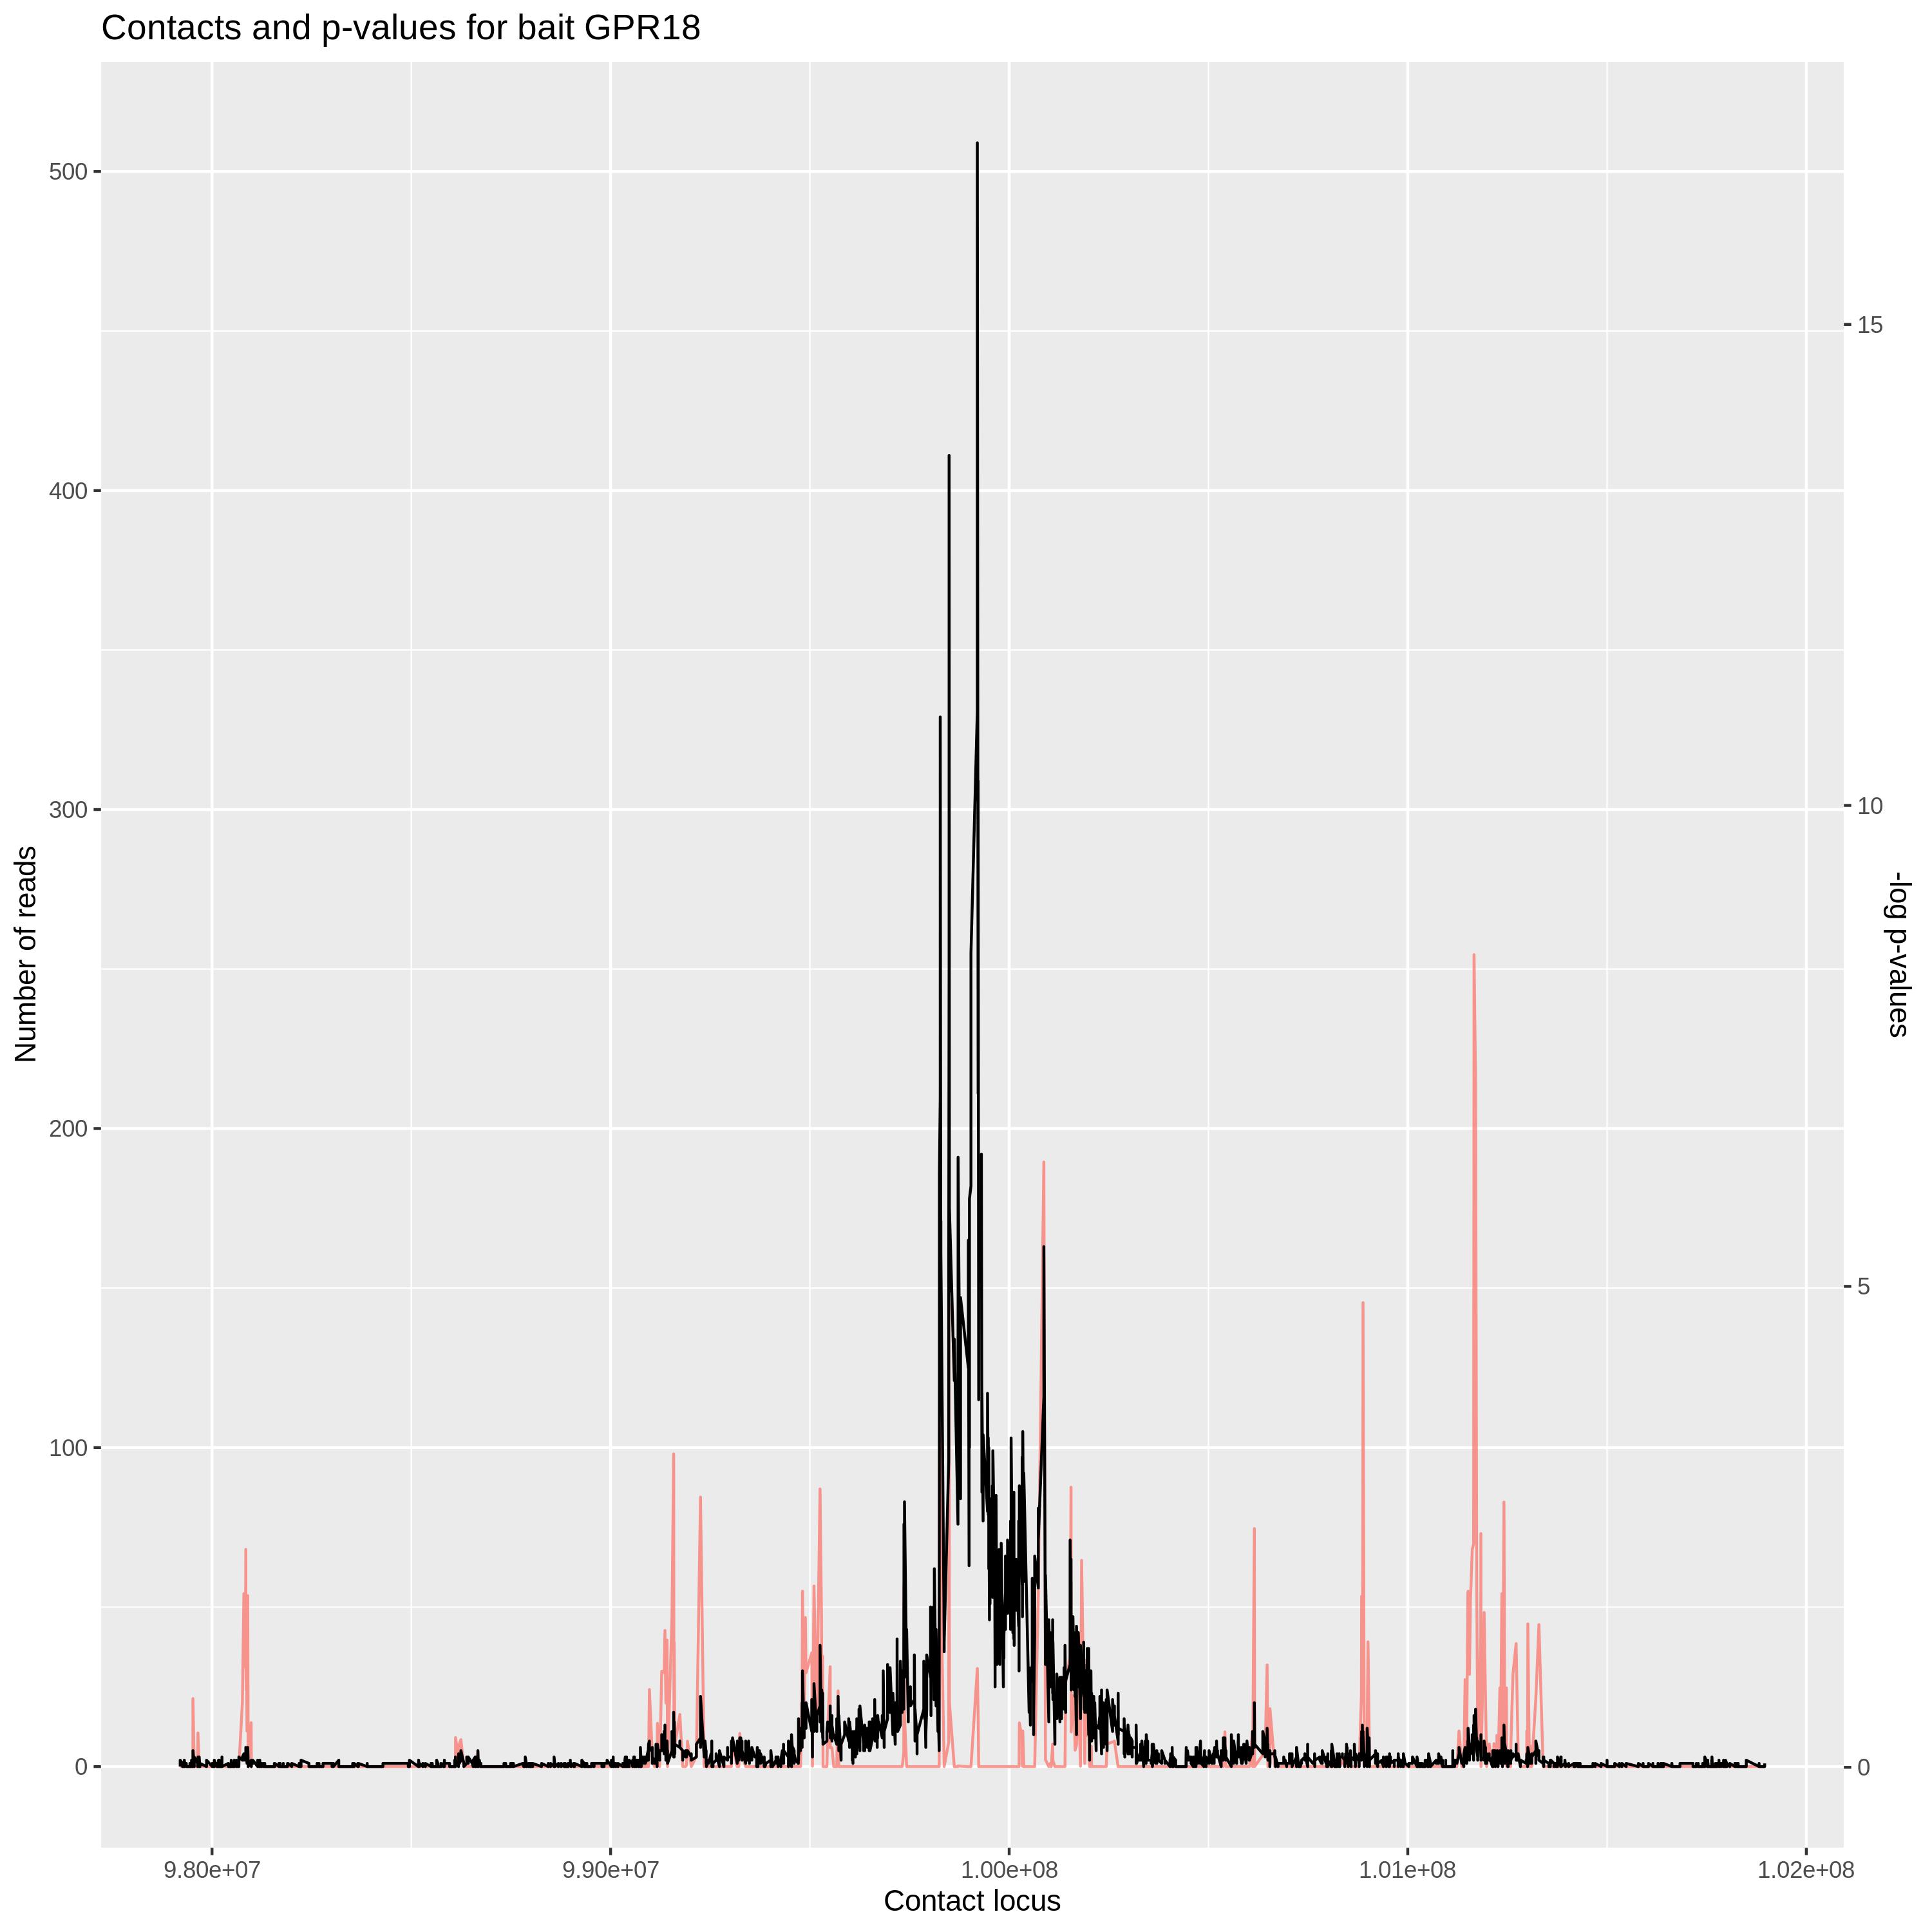 Contacts and p-values for bait GPR18
500
400
300
200
100
0
Number of reads
15
10
5
0
-log p-values
9.80e+07
9.90e+07
1.00e+08
1.01e+08
1.02e+08
Contact locus